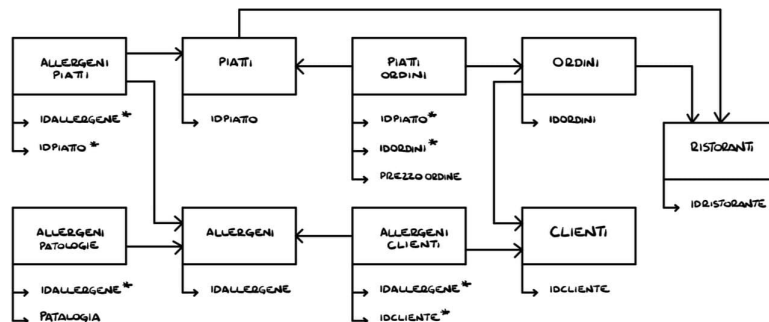 ALLERGENI
PIATTI
IDALLERGENE*
IDPIATTO*
PIATTI
IDPIATTO
PIATTI
ORDINI
IDPIATTO*
IDORDINI*
PREZZO ORDINE
ORDINI
IDORDINI
RISTORANTI
IDRISTORANTE
ALLERGENI
PATOLOGIE
IDALLERGENE*
PATALOGIA
ALLERGENI
IDALLERGENE
ALLERGENI
CLIENTI
IDALLERGENE*
IDCLIENTE*
CLIENTI
IDCLIENTE